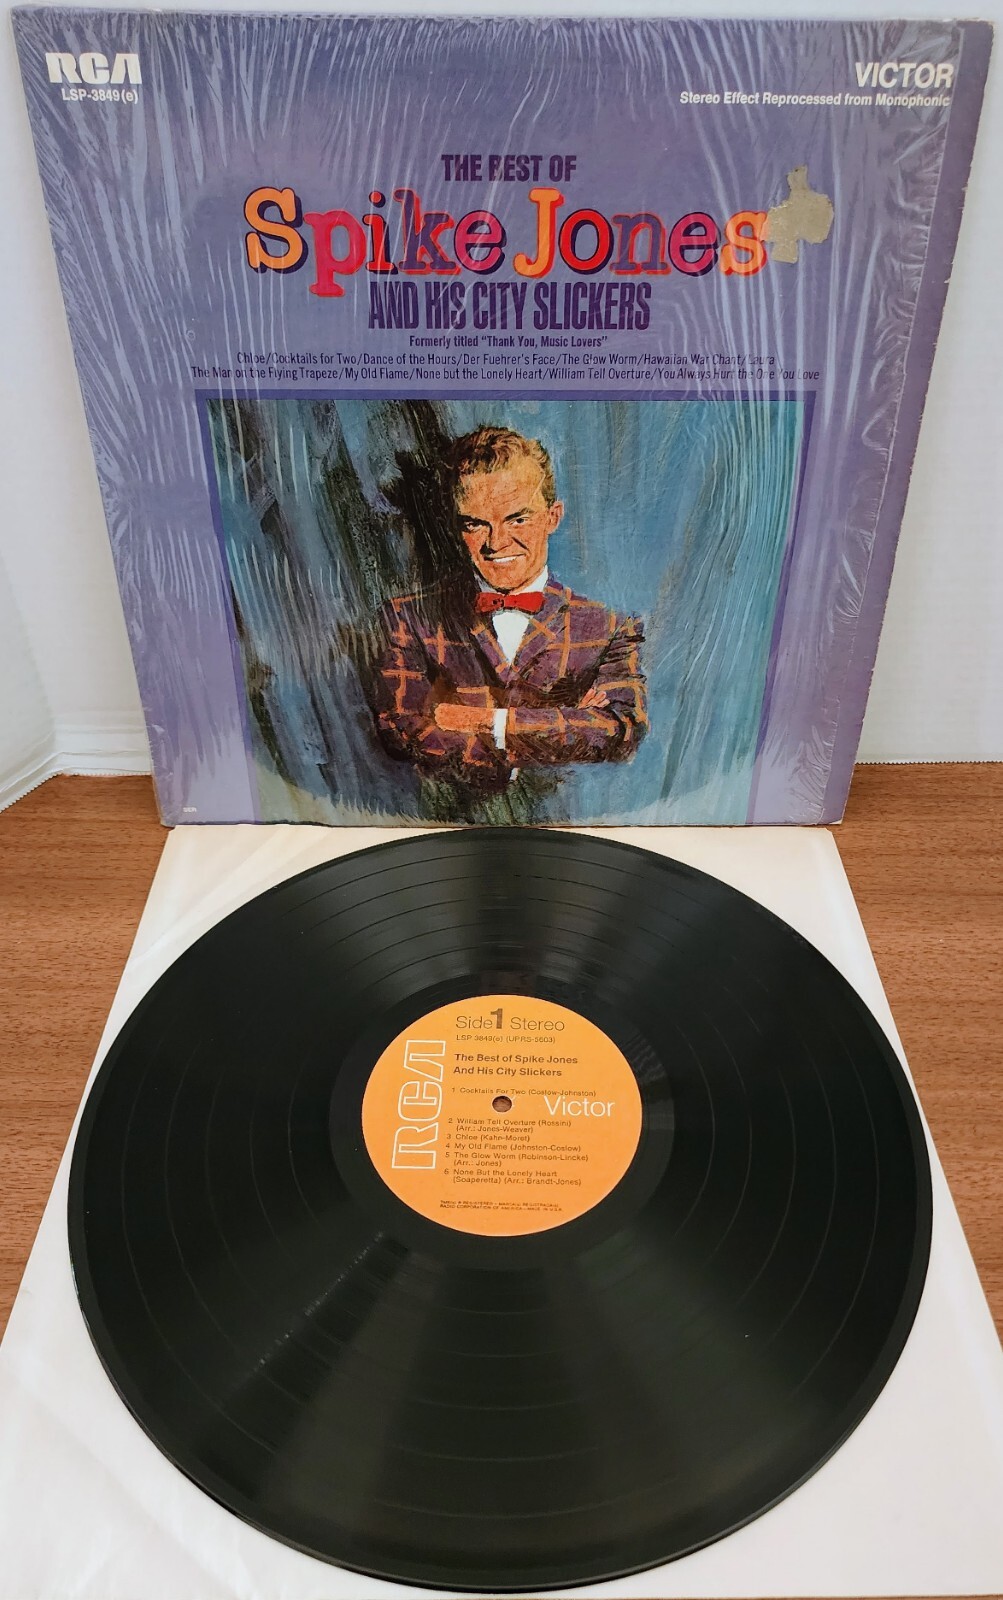 RCA
LSP-3849(e)
VICTOR
Stereo Effect Reprocessed from Monophonic
THE BEST OF
Spike Jones
AND HIS CITY SLICKERS
Formerly titled "Thank You, Music Lovers"
Chloe/Cocktails for Two/Dance of the Hours/Der Fuehrer's Face/The Glow Worm/Hawaiian War Chant/Laura
The Man on the Flying Trapeze/My Old Flame/None but the Lonely Heart/William Tell Overture/You Always Hurt the One You Love
Side 1 Stereo
LSP 3849(e) (UPRS-5603)
The Best of Spike Jones
And His City Slickers
1 Cocktails For Two (Coslow-Johnston)
RCA
Victor
2 William Tell Overture (Rossini)
(Arr.: Jones-Weaver)
3 Chloe (Kahn-Moret)
4 My Old Flame (Johnston-Coslow)
5 The Glow Worm (Robinson-Lincke)
(Arr.: Jones)
6 None But the Lonely Heart
(Soaperetta) (Arr.: Brandt-Jones)
RADIO CORPORATION OF AMERICA—MADE IN U.S.A.